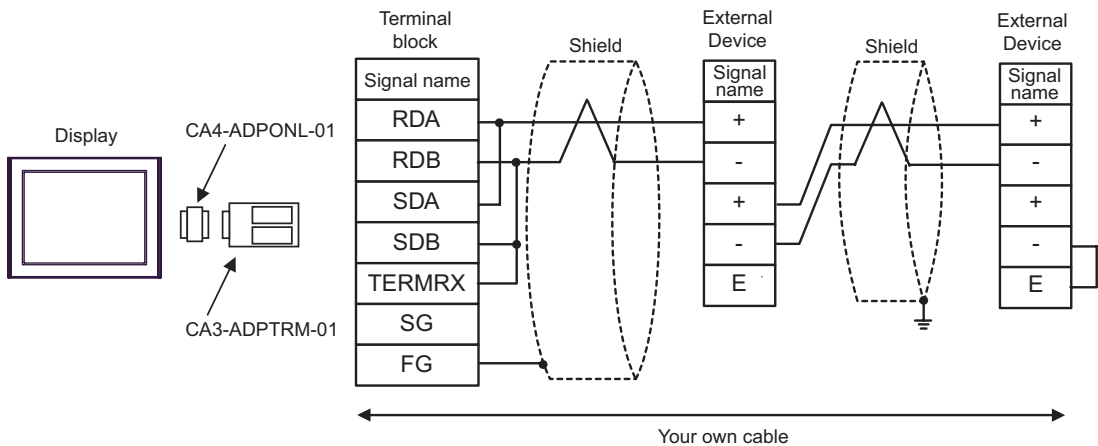 Display
CA4-ADPONL-01
CA3-ADPTRM-01
Terminal
block
Signal name
RDA
RDB
SDA
SDB
TERMRX
SG
FG
Shield
External
Device
Signal
name
+
-
+
-
E
Shield
External
Device
Signal
name
+
-
+
-
E
Your own cable